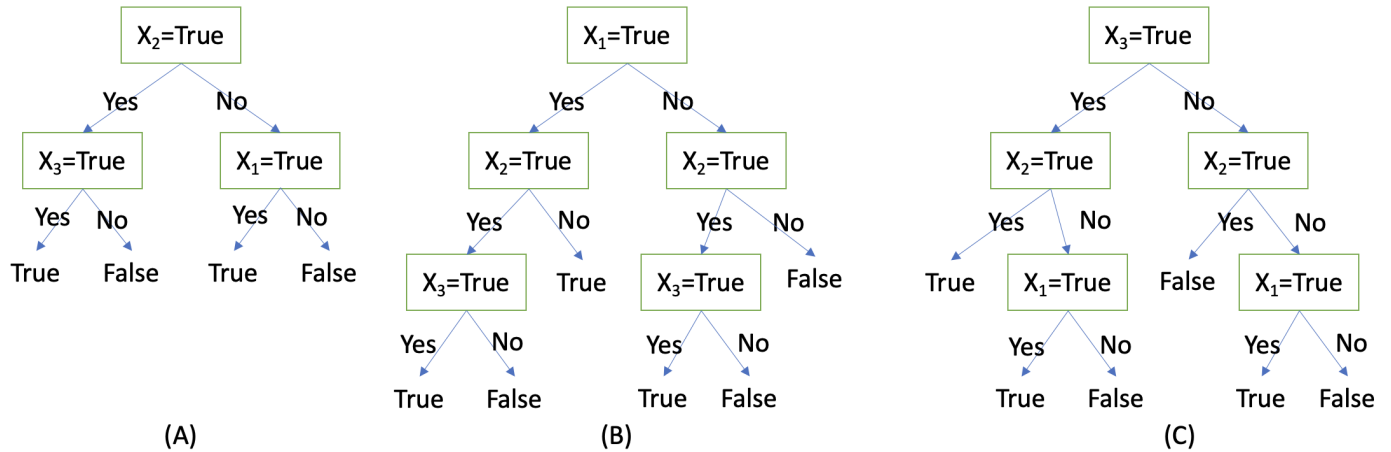 X₂=True
X₁=True
X₃=True
Yes No
Yes No
Yes No
X₃=True
X₁=True
X₂=True
X₂=True
X₂=True
X₂=True
Yes No
Yes No
Yes No
Yes No
Yes No
Yes No
True False
True False
X₃=True
True
X₃=True
False
True
X₁=True
False
X₁=True
Yes No
Yes No
Yes No
Yes No
True False
True False
True False
True False
(A)
(B)
(C)